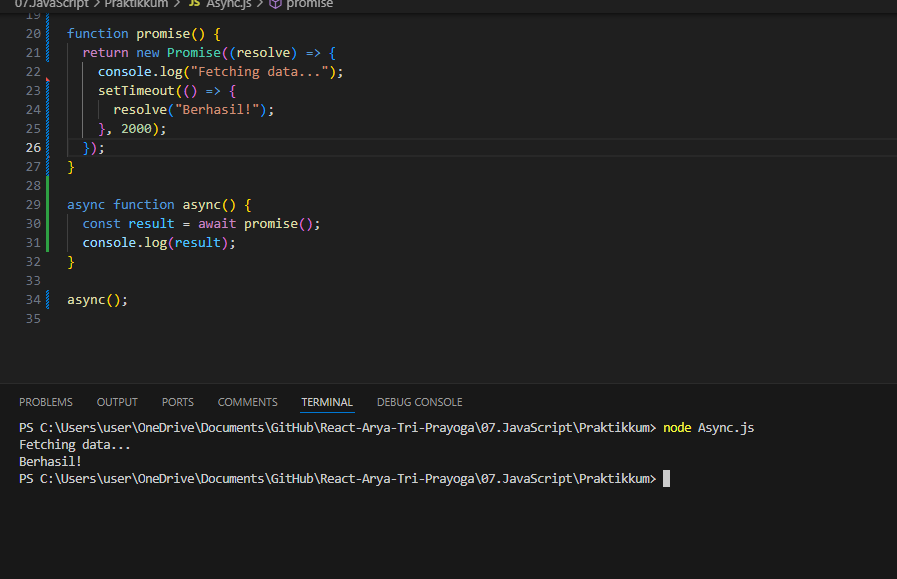 07.JavaScript > Praktikkum > JS Async.js > promise
19
20 function promise() {
21   return new Promise((resolve) => {
22     console.log("Fetching data...");
23     setTimeout(() => {
24       resolve("Berhasil!");
25     }, 2000);
26   });
27 }
28
29 async function async() {
30   const result = await promise();
31   console.log(result);
32 }
33
34 async();
35
PROBLEMS OUTPUT PORTS COMMENTS TERMINAL DEBUG CONSOLE
PS C:\Users\user\OneDrive\Documents\GitHub\React-Arya-Tri-Prayoga\07.JavaScript\Praktikkum> node Async.js
Fetching data...
Berhasil!
PS C:\Users\user\OneDrive\Documents\GitHub\React-Arya-Tri-Prayoga\07.JavaScript\Praktikkum>